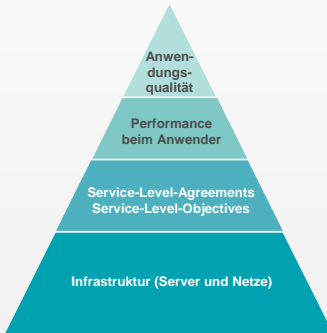 Anwen-
dungs-
qualität
Performance
beim Anwender
Service-Level-Agreements
Service-Level-Objectives
Infrastruktur (Server und Netze)